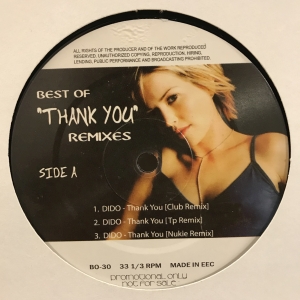 ALL RIGHTS OF THE PRODUCER AND OF THE WORK REPRODUCED
RESERVED. UNAUTHORIZED COPYING, REPRODUCTION, HIRING,
LENDING, PUBLIC PERFORMANCE AND BROADCASTING PROHIBITED.
BEST OF
"THANK YOU"
REMIXES
SIDE A
1. DIDO - Thank You [Club Remix]
2. DIDO - Thank You [Tp Remix]
3. DIDO - Thank You [Nukie Remix]
BO-30 33 1/3 RPM MADE IN EEC
promotional only
not for sale